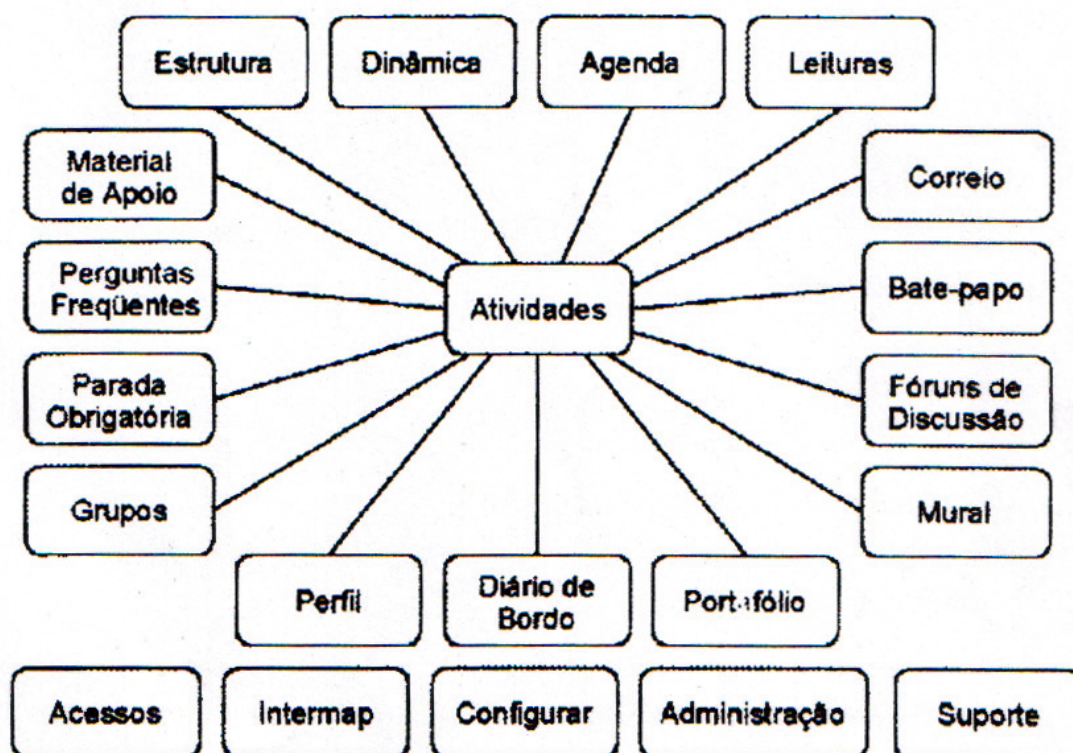 Estrutura
Dinâmica
Agenda
Leituras
Material
de Apoio
Correio
Perguntas
Freqüentes
Atividades
Bate-papo
Parada
Obrigatória
Fóruns de
Discussão
Grupos
Mural
Perfil
Diário de
Bordo
Portafólio
Acessos
Intermap
Configurar
Administração
Suporte